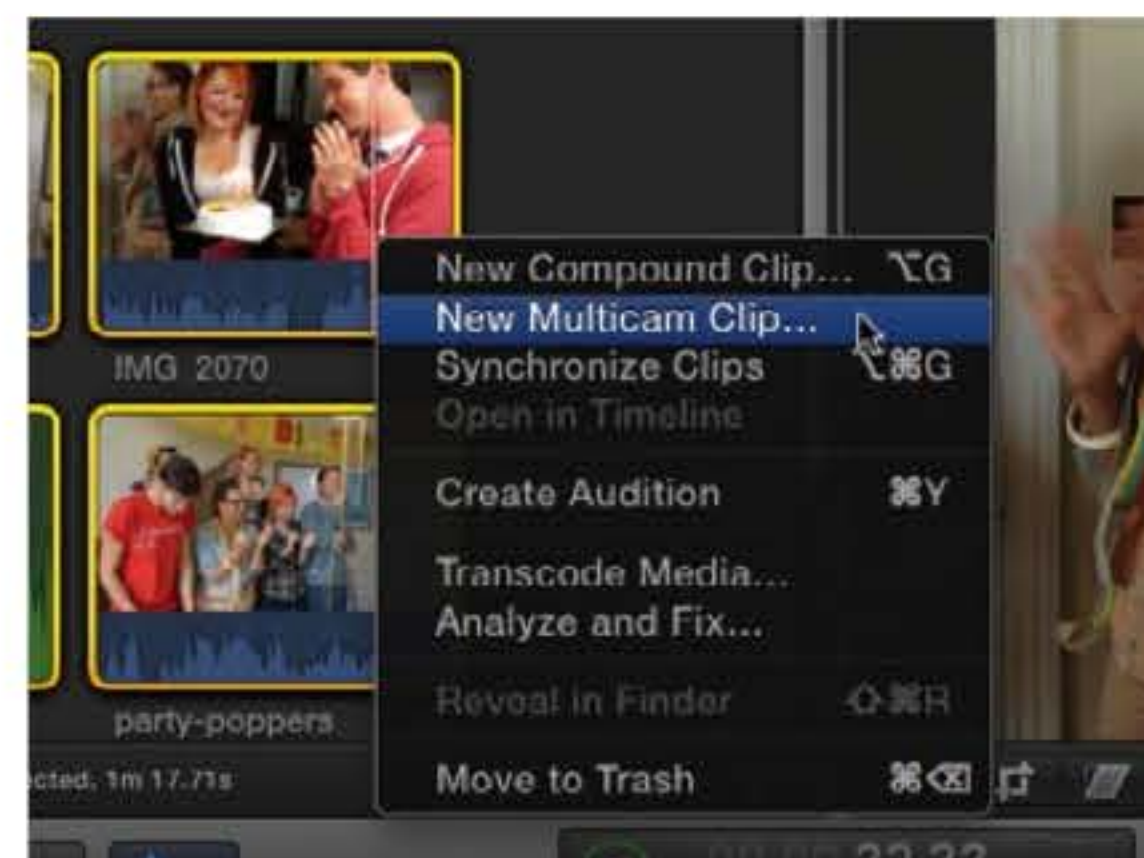 New Compound Clip... ⌥G
New Multicam Clip...
Synchronize Clips ⌥⌘G
Open in Timeline
Create Audition ⌘Y
Transcode Media...
Analyze and Fix...
Reveal in Finder ⇧⌘R
Move to Trash ⌘⌫
IMG 2070
party-poppers
cted, 1m 17.71s